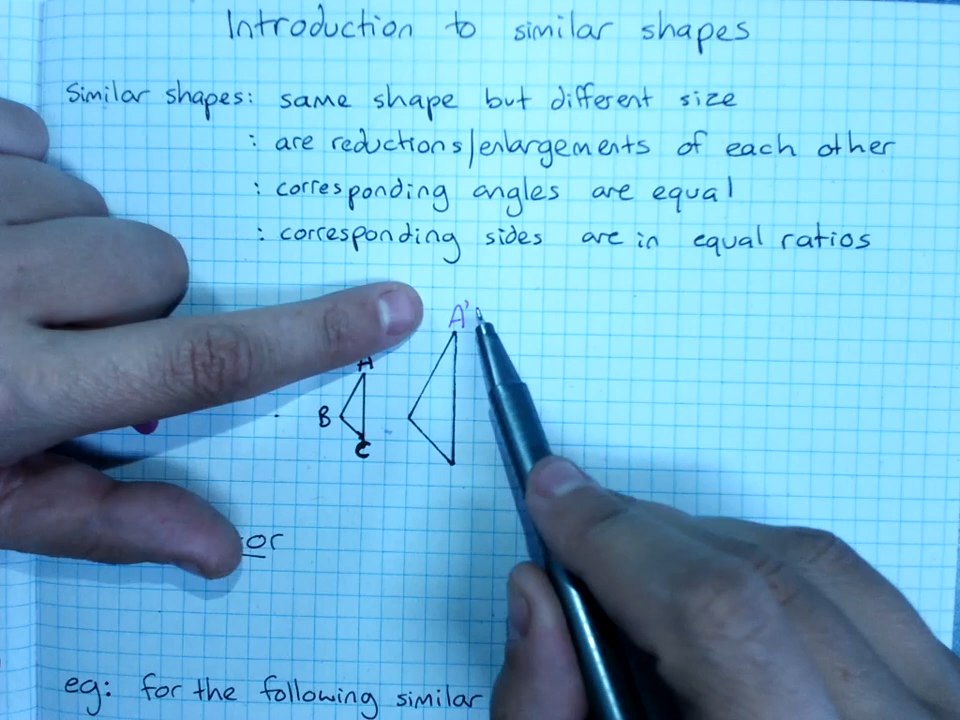 Introduction to similar shapes
Similar shapes: same shape but different size
: are reductions/enlargements of each other
: corresponding angles are equal
: corresponding sides are in equal ratios
A'
A
B
C
eg: for the following similar